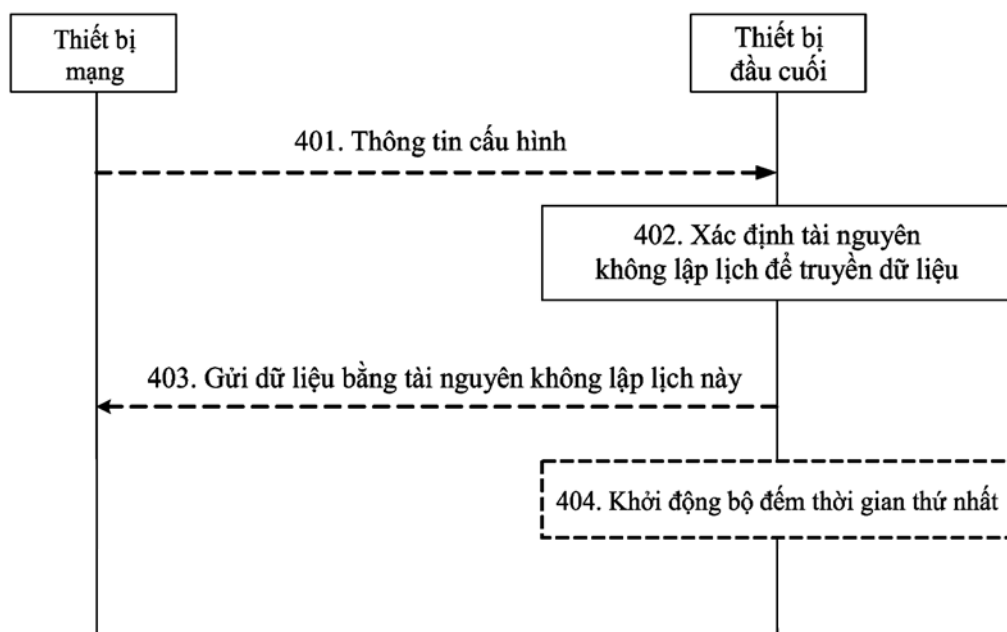 Thiết bị
mạng
Thiết bị
đầu cuối
401. Thông tin cấu hình
402. Xác định tài nguyên
không lập lịch để truyền dữ liệu
403. Gửi dữ liệu bằng tài nguyên không lập lịch này
404. Khởi động bộ đếm thời gian thứ nhất